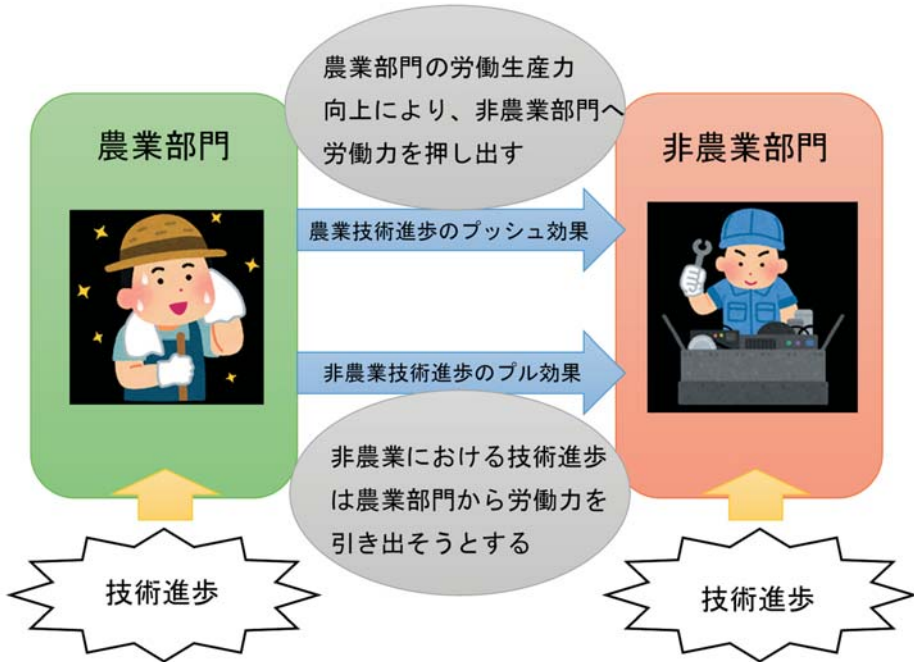 農業部門の労働生産力
向上により、非農業部門へ
労働力を押し出す
農業部門
非農業部門
農業技術進歩のプッシュ効果
非農業技術進歩のプル効果
非農業における技術進歩
は農業部門から労働力を
引き出そうとする
技術進歩
技術進歩